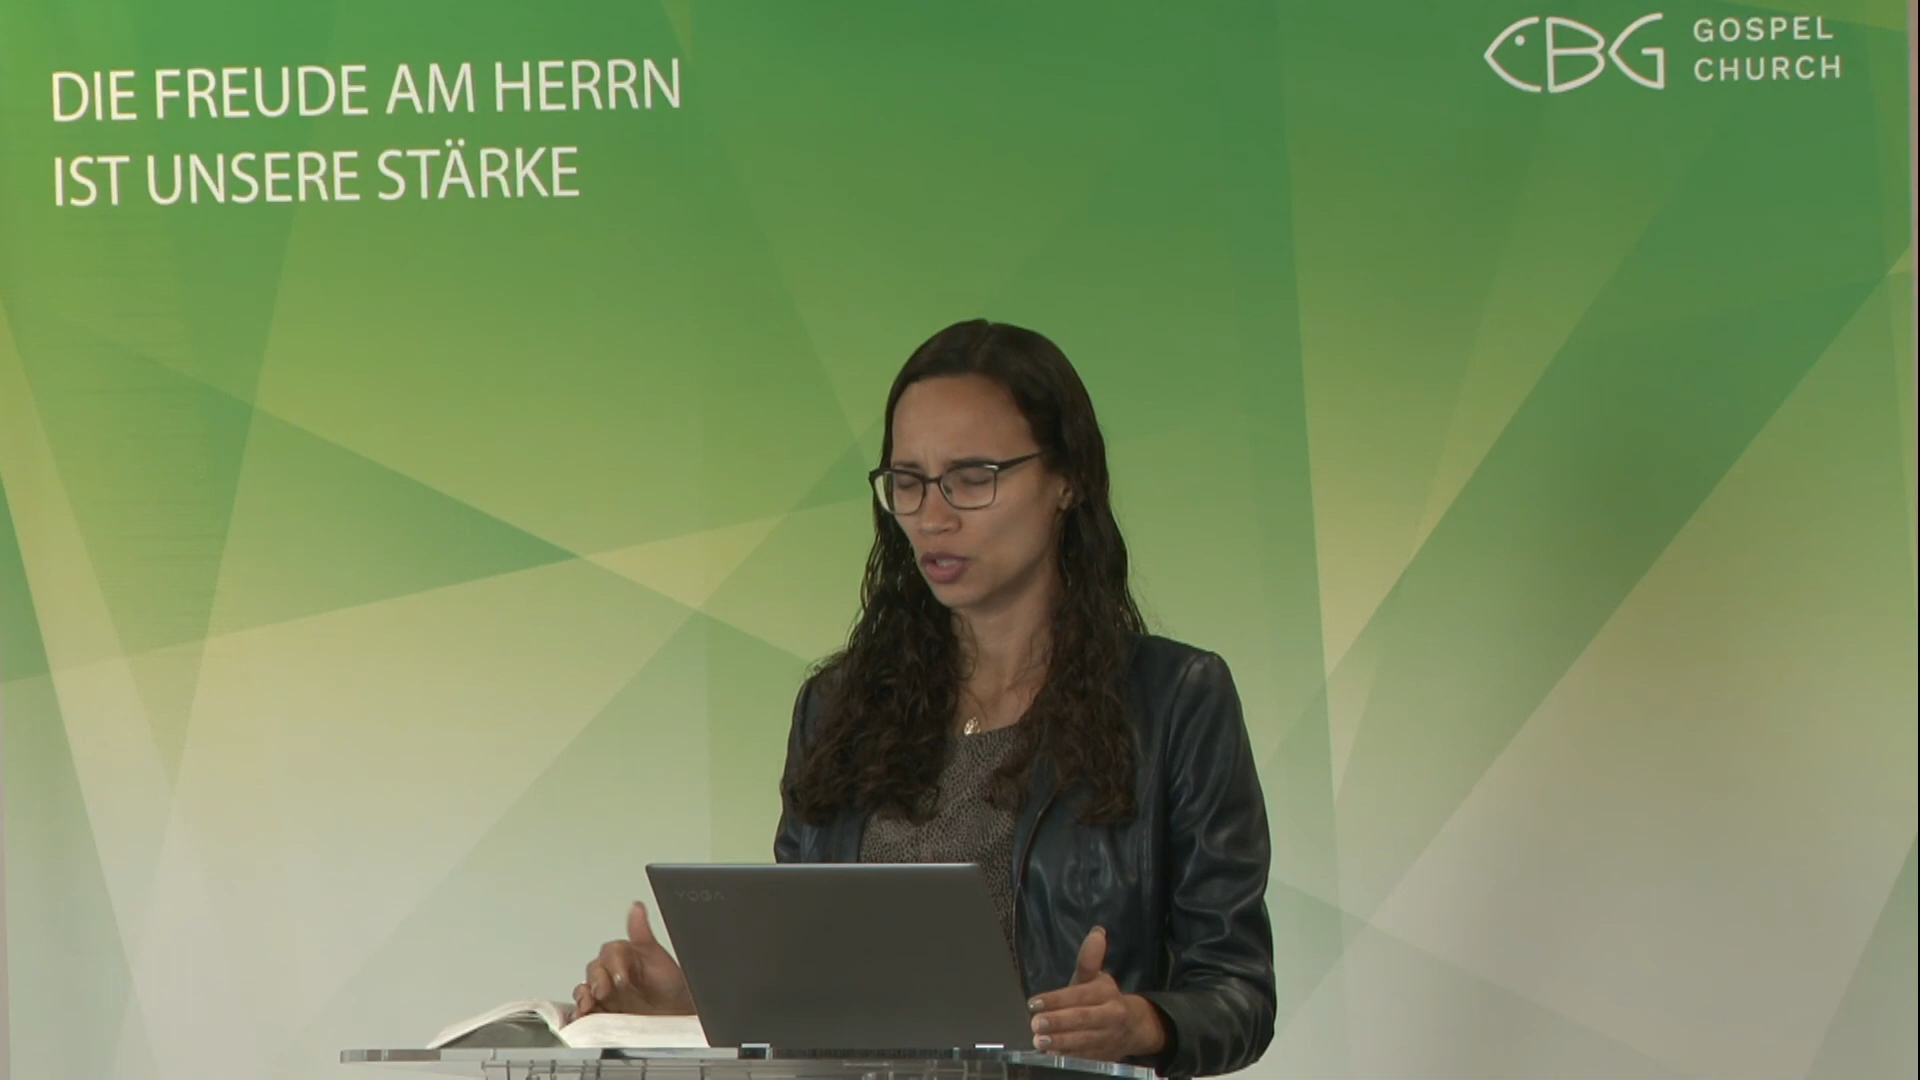 DIE FREUDE AM HERRN
IST UNSERE STÄRKE
CBG
GOSPEL
CHURCH
YOGA